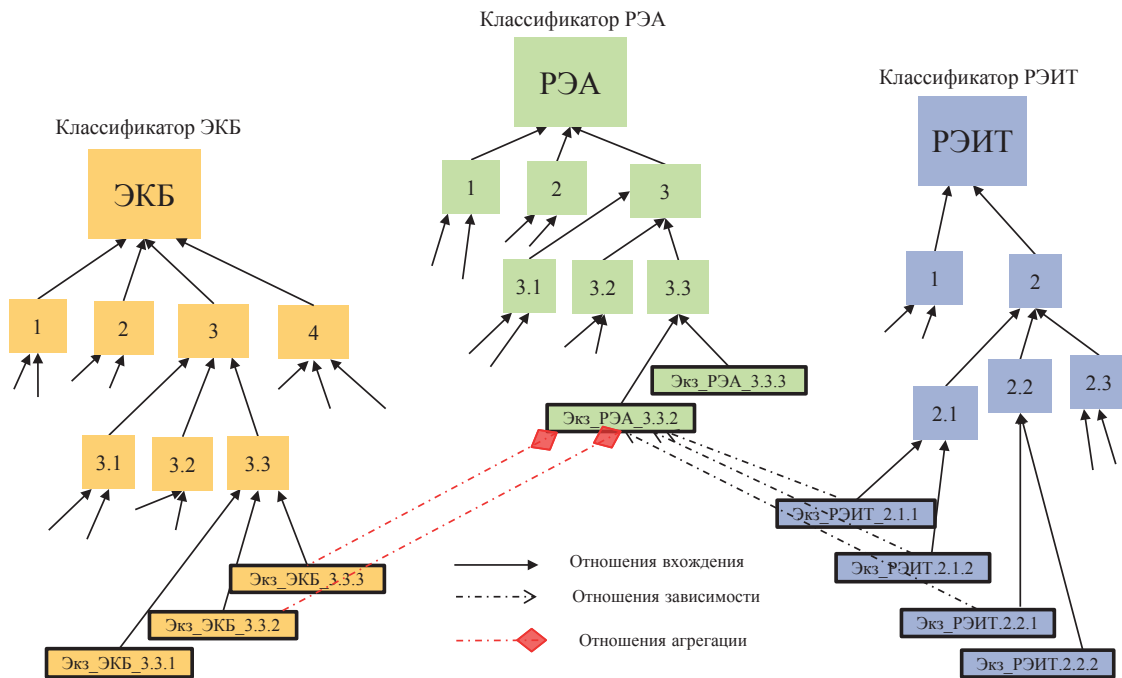 Классификатор РЭА
РЭА
1
2
3
3.1
3.2
3.3
Экз_РЭА_3.3.3
Экз_РЭА_3.3.2
Классификатор ЭКБ
ЭКБ
1
2
3
4
3.1
3.2
3.3
Экз_ЭКБ_3.3.3
Экз_ЭКБ_3.3.2
Экз_ЭКБ_3.3.1
Классификатор РЭИТ
РЭИТ
1
2
2.1
2.2
2.3
Экз_РЭИТ_2.1.1
Экз_РЭИТ.2.1.2
Экз_РЭИТ.2.2.1
Экз_РЭИТ.2.2.2
Отношения вхождения
Отношения зависимости
Отношения агрегации